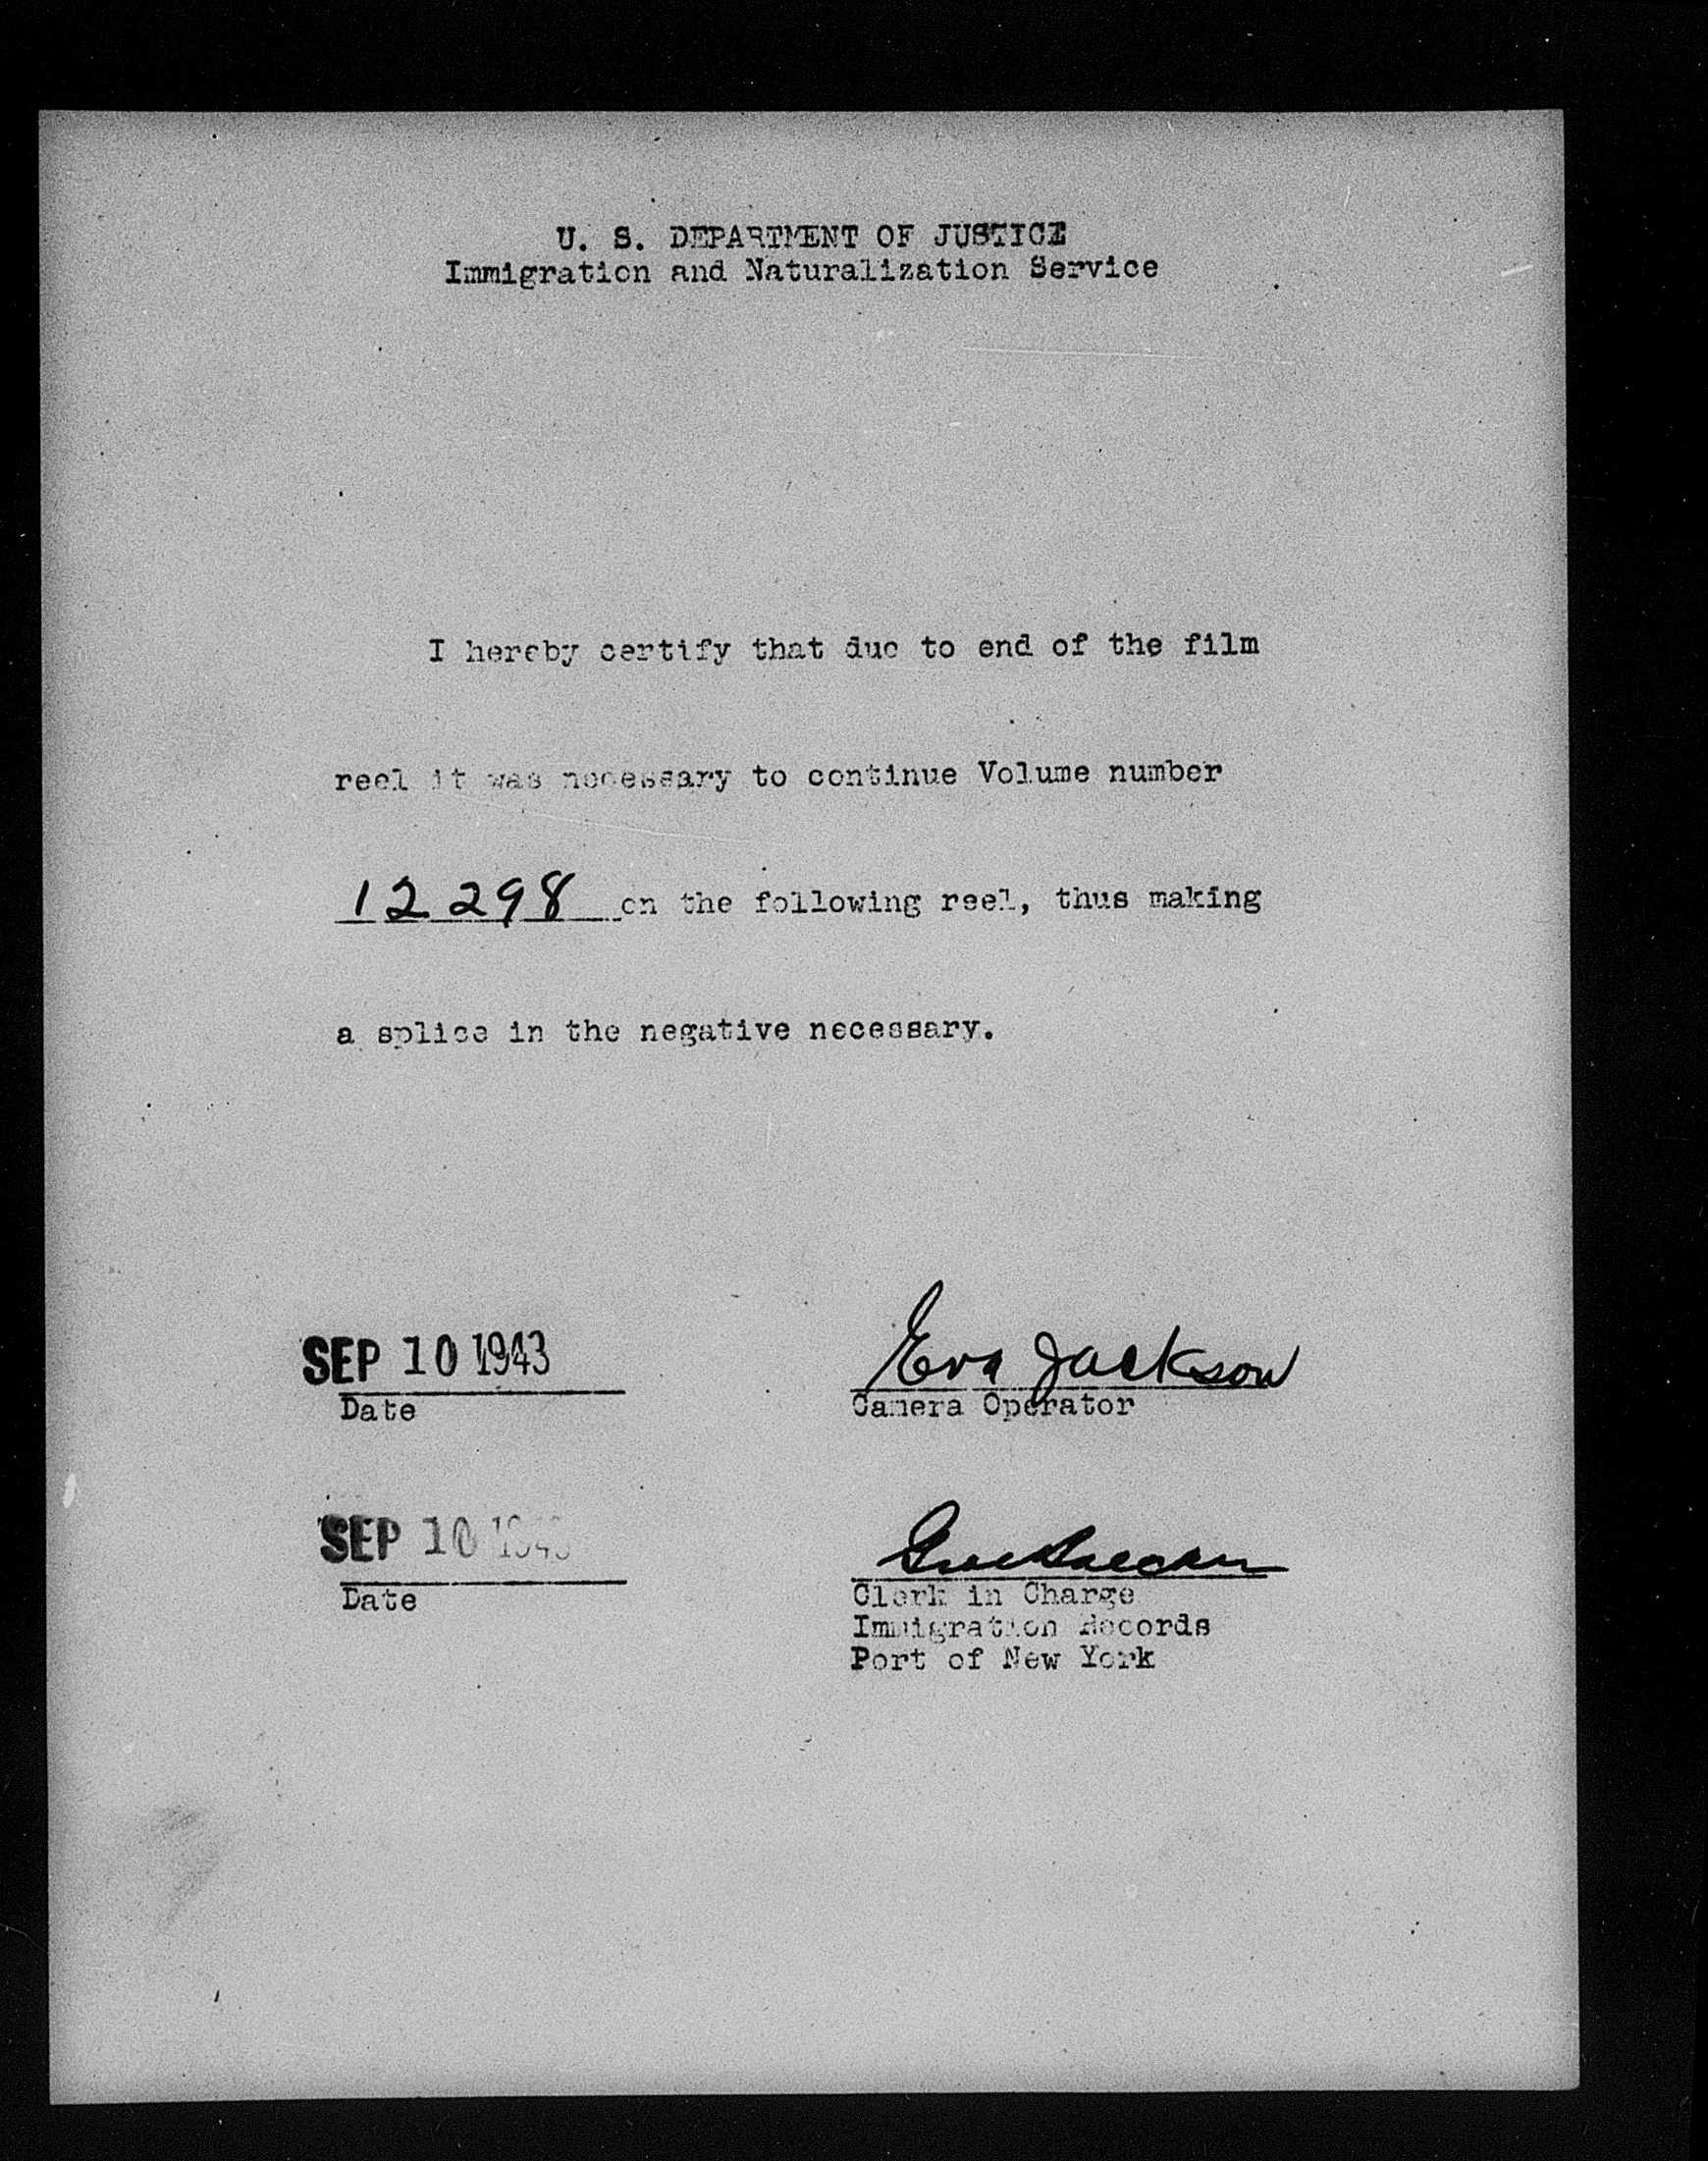 U. S. DEPARTMENT OF JUSTICE
Immigration and Naturalization Service
I hereby certify that due to end of the film
reel it was necessary to continue Volume number
12298 on the following reel, thus making
a splice in the negative necessary.
SEP 10 1943
Eva Jackson
Date
Camera Operator
SEP 10 1943
Date
Clerk in Charge
Immigration Records
Port of New York